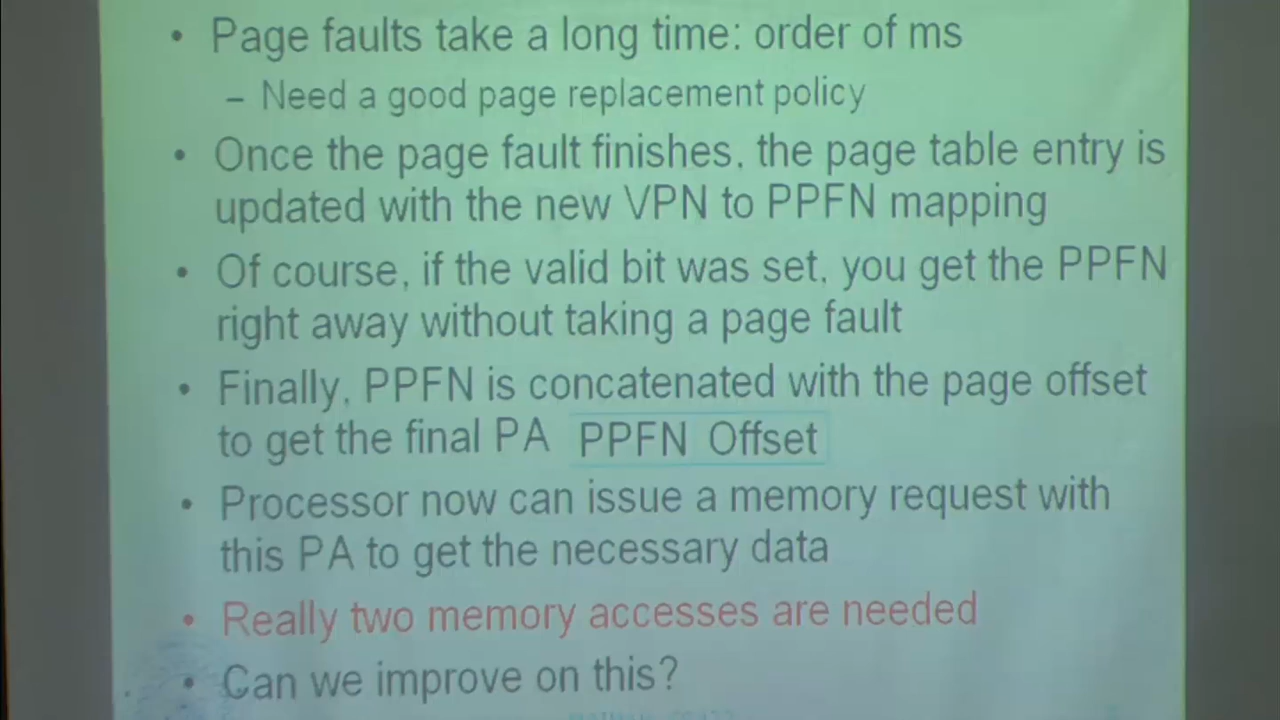 • Page faults take a long time: order of ms
– Need a good page replacement policy
• Once the page fault finishes, the page table entry is
updated with the new VPN to PPFN mapping
• Of course, if the valid bit was set, you get the PPFN
right away without taking a page fault
• Finally, PPFN is concatenated with the page offset
to get the final PA PPFN Offset
• Processor now can issue a memory request with
this PA to get the necessary data
• Really two memory accesses are needed
• Can we improve on this?